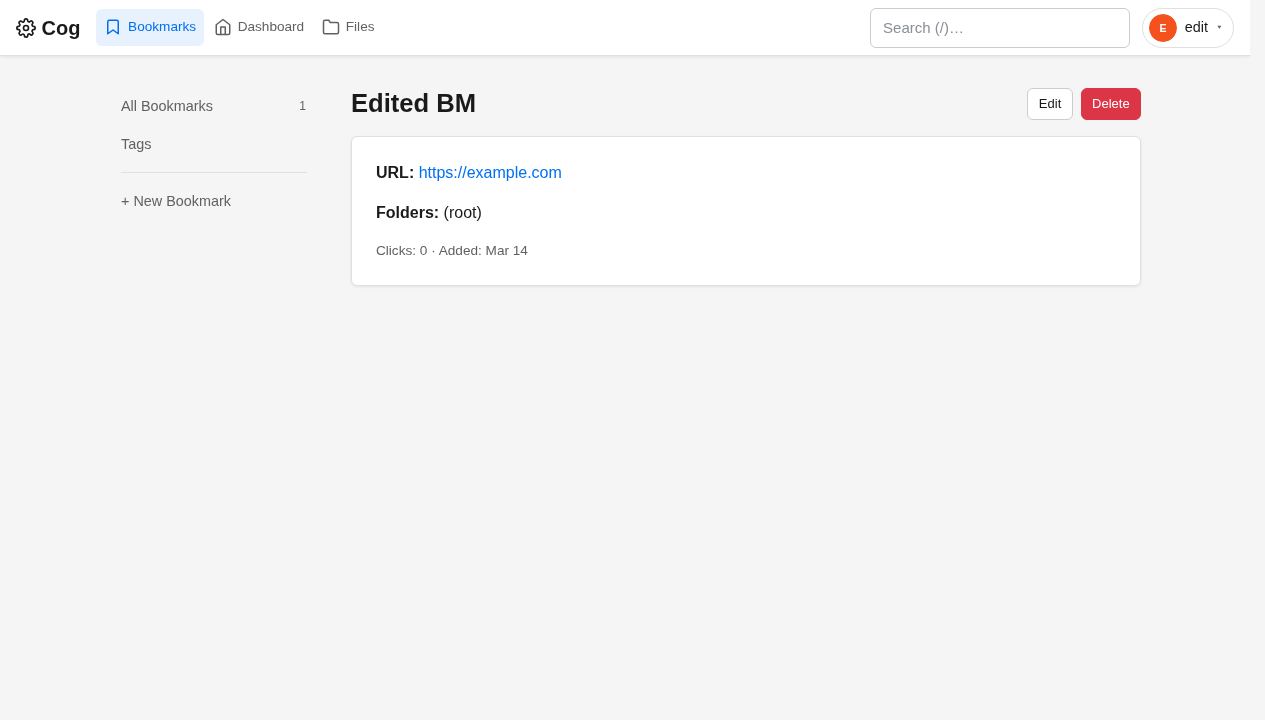 Cog
Bookmarks
Dashboard
Files
Search (/)…
E
edit
All Bookmarks 1
Tags
+ New Bookmark
Edited BM
Edit
Delete
URL: https://example.com
Folders: (root)
Clicks: 0 · Added: Mar 14